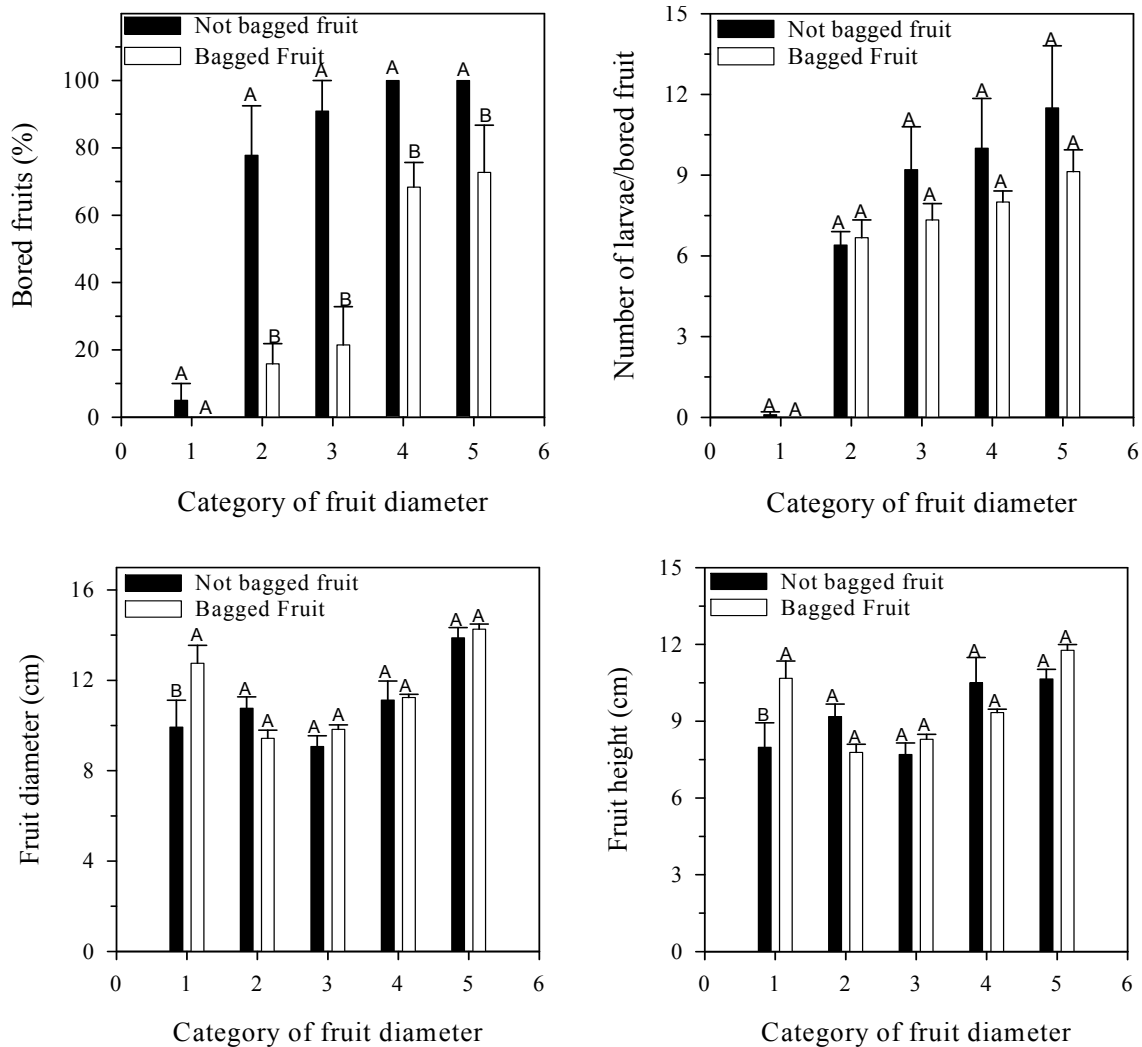 Not bagged fruit
Bagged Fruit
Bored fruits (%)
100
80
60
40
20
0
A
A
A
B
A
B
A
B
A
B
0 1 2 3 4 5 6
Category of fruit diameter
Not bagged fruit
Bagged Fruit
Number of larvae/bored fruit
15
12
9
6
3
0
A
A
A
A
A
A
A
A
A
A
0 1 2 3 4 5 6
Category of fruit diameter
Not bagged fruit
Bagged Fruit
Fruit diameter (cm)
16
12
8
4
0
B
A
A
A
A
A
A
A
A
A
0 1 2 3 4 5 6
Category of fruit diameter
Not bagged fruit
Bagged Fruit
Fruit height (cm)
15
12
9
6
3
0
B
A
A
A
A
A
A
A
A
A
0 1 2 3 4 5 6
Category of fruit diameter